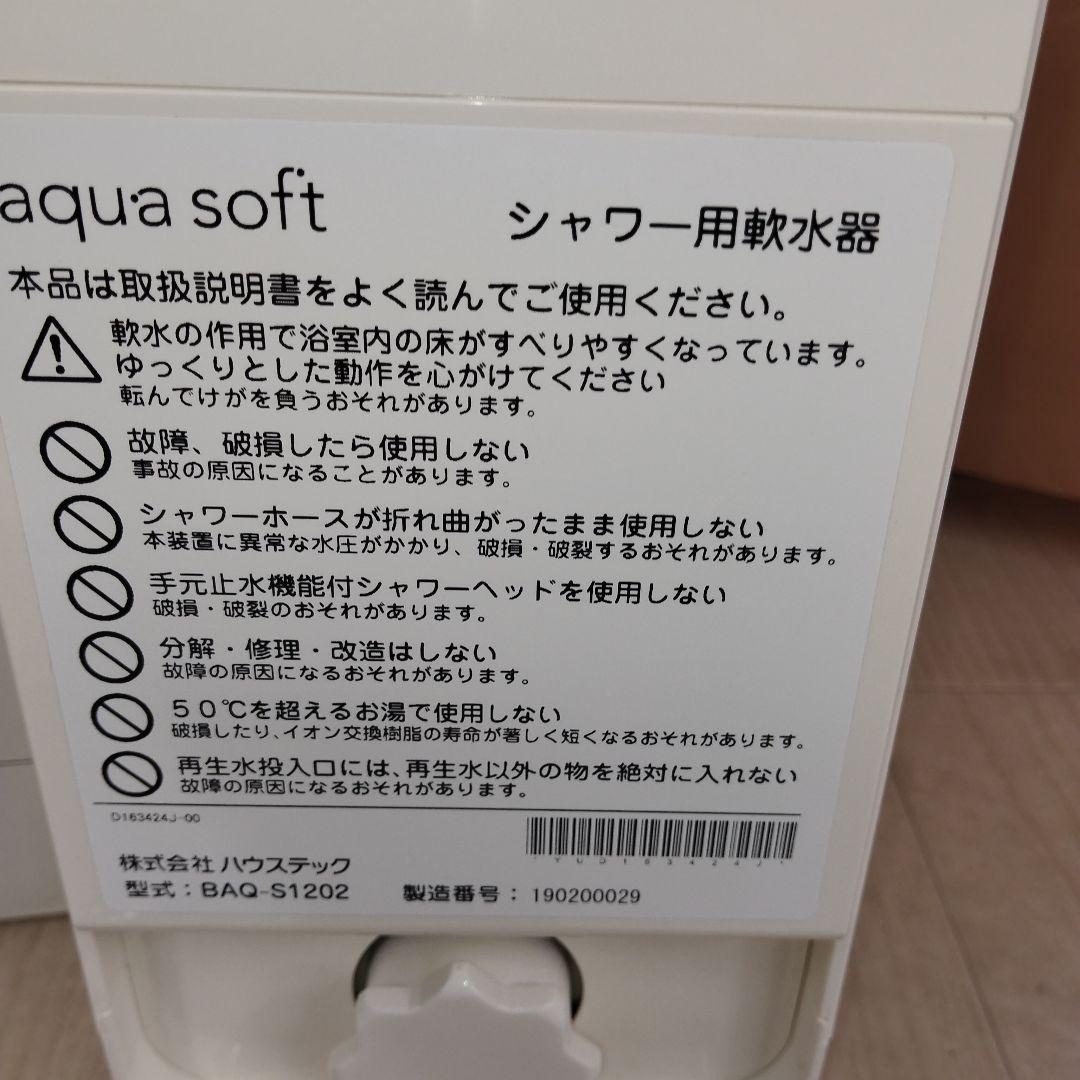 aqua soft
シャワー用軟水器
本品は取扱説明書をよく読んでご使用ください。
軟水の作用で浴室内の床がすべりやすくなっています。
ゆっくりとした動作を心がけてください
転んでけがを負うおそれがあります。
故障、破損したら使用しない
事故の原因になることがあります。
シャワーホースが折れ曲がったまま使用しない
本装置に異常な水圧がかかり、破損・破裂するおそれがあります。
手元止水機能付シャワーヘッドを使用しない
破損・破裂のおそれがあります。
分解・修理・改造はしない
故障の原因になるおそれがあります。
50℃を超えるお湯で使用しない
破損したり、イオン交換樹脂の寿命が著しく短くなるおそれがあります。
再生水投入口には、再生水以外の物を絶対に入れない
故障の原因になるおそれがあります。
D163424J-00
株式会社 ハウステック
型式：BAQ-S1202 製造番号：190200029